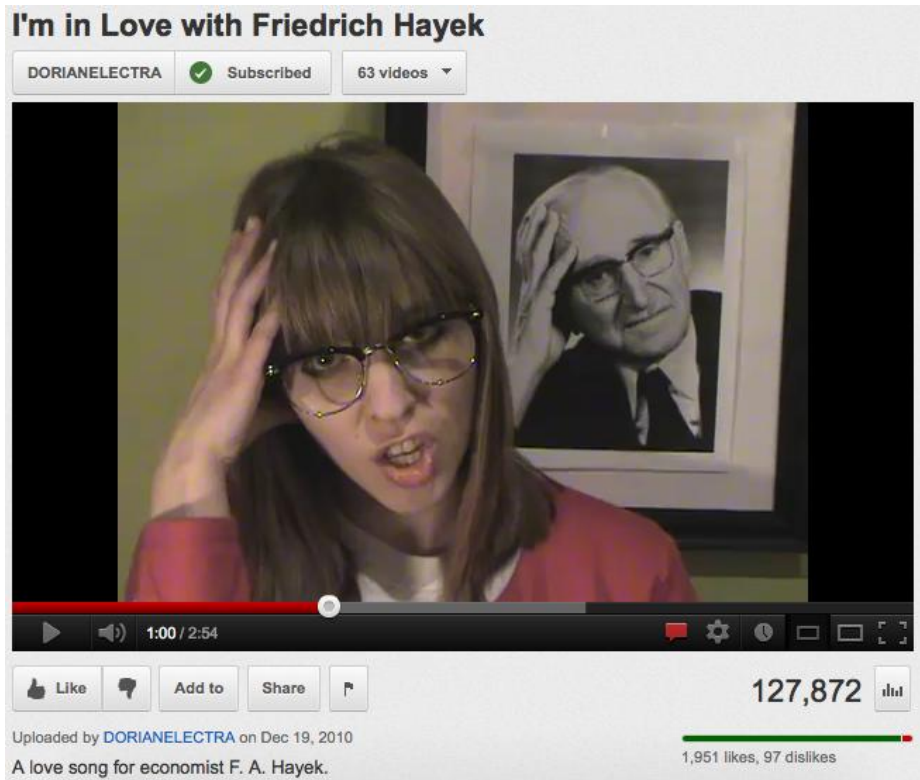 I'm in Love with Friedrich Hayek
DORIANELECTRA Subscribed 63 videos
1:00 / 2:54
Like Add to Share 127,872
Uploaded by DORIANELECTRA on Dec 19, 2010
1,951 likes, 97 dislikes
A love song for economist F. A. Hayek.